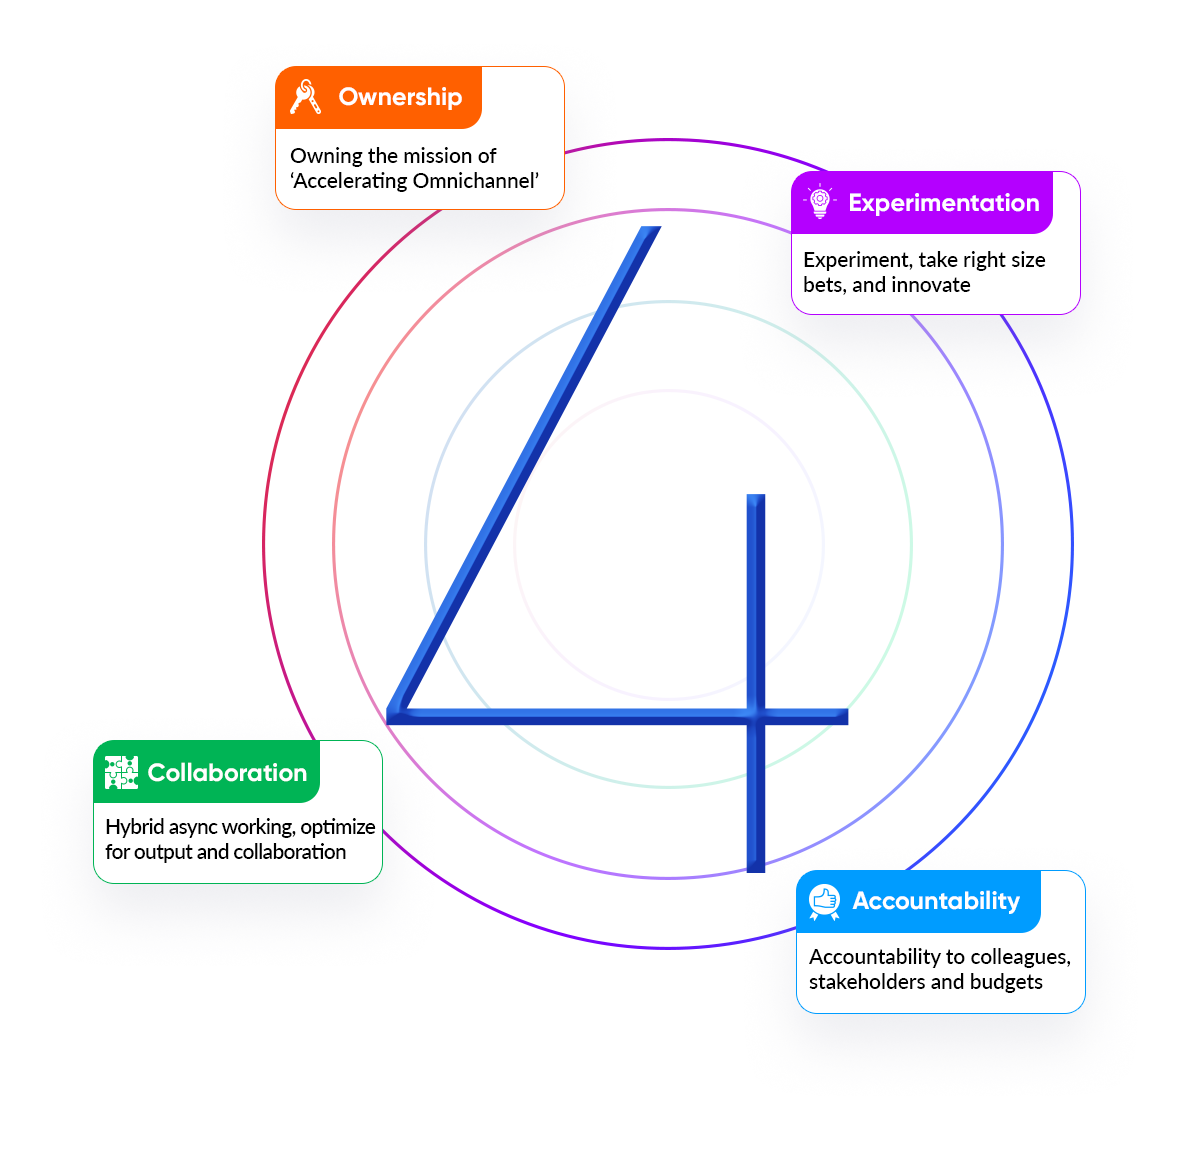 Ownership
Owning the mission of
‘Accelerating Omnichannel’
Experimentation
Experiment, take right size
bets, and innovate
4
Collaboration
Hybrid async working, optimize
for output and collaboration
Accountability
Accountability to colleagues,
stakeholders and budgets